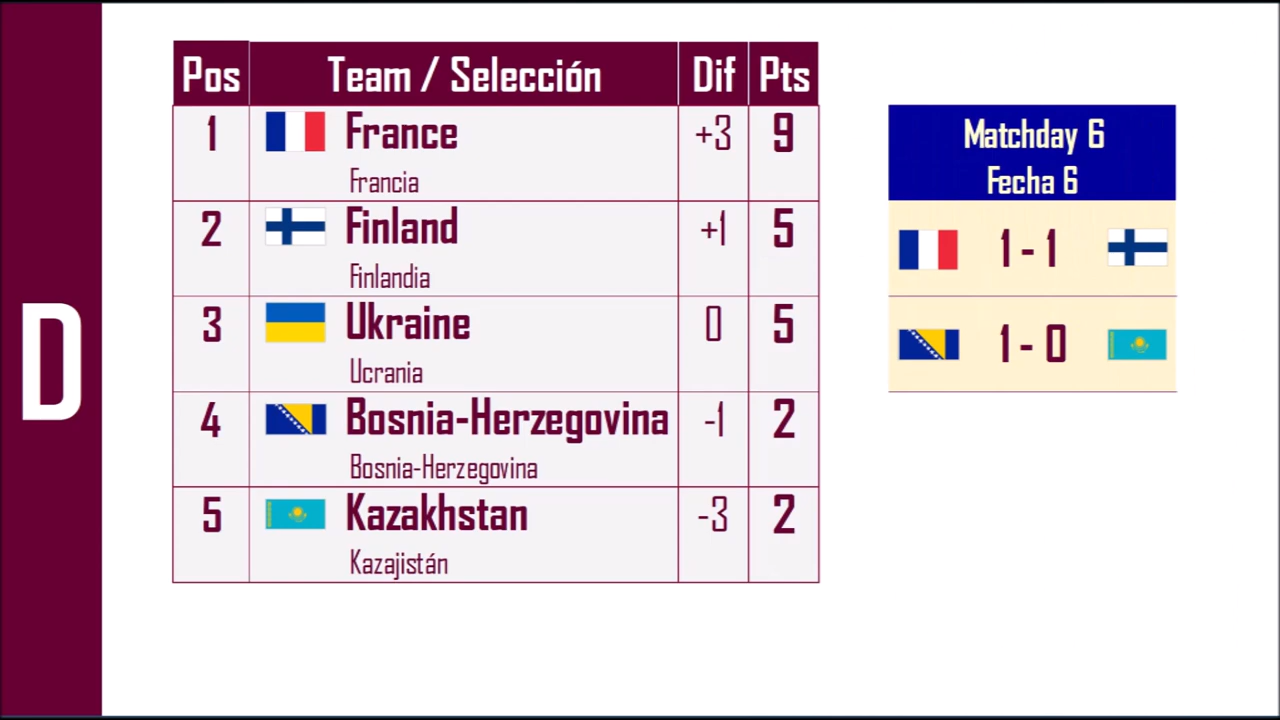 D
Pos Team / Selección Dif Pts
1 France +3 9
Francia
2 Finland +1 5
Finlandia
3 Ukraine 0 5
Ucrania
4 Bosnia-Herzegovina -1 2
Bosnia-Herzegovina
5 Kazakhstan -3 2
Kazajistán
Matchday 6
Fecha 6
1 - 1
1 - 0